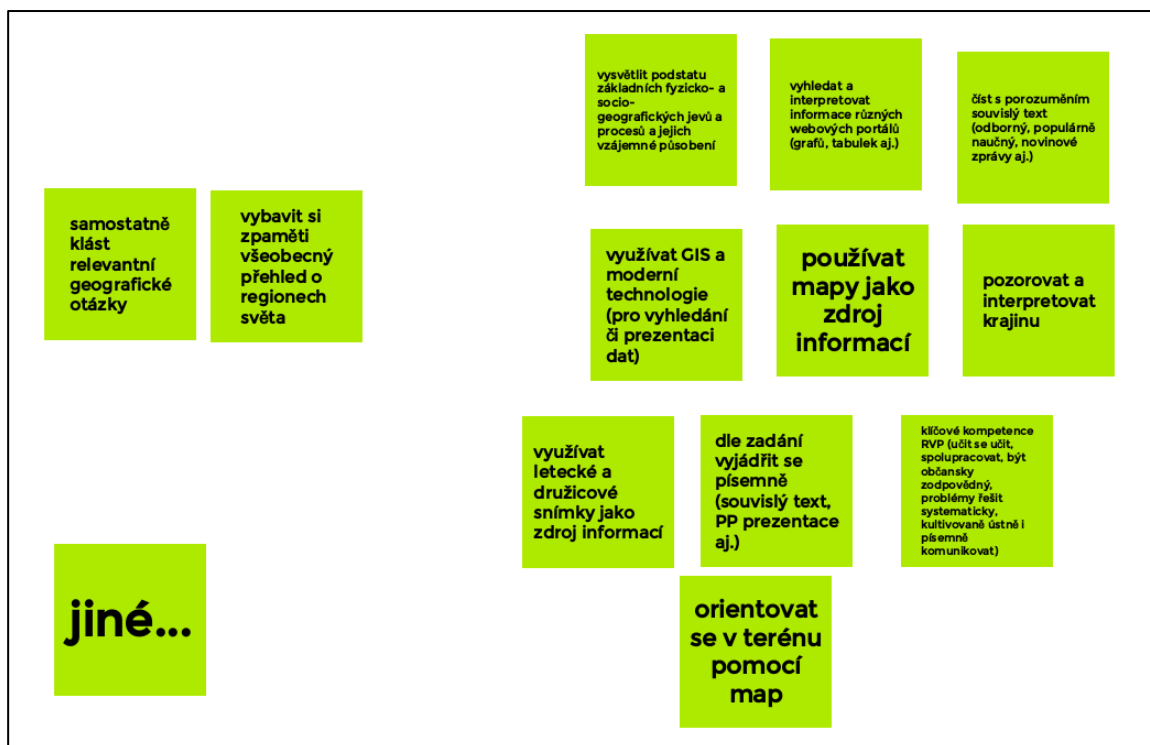 vysvětlit podstatu
základních fyzicko- a
socio-
geografických jevů a
procesů a jejich
vzájemné působení
vyhledat a
interpretovat
informace různých
webových portálů
(grafů, tabulek aj.)
číst s porozuměním
souvislý text
(odborný, populárně
naučný, novinové
zprávy aj.)
samostatně
klást
relevantní
geografické
otázky
vybavit si
zpaměti
všeobecný
přehled o
regionech
světa
využívat GIS a
moderní
technologie
(pro vyhledání
či prezentaci
dat)
používat
mapy jako
zdroj
informací
pozorovat a
interpretovat
krajinu
využívat
letecké a
družicové
snímky jako
zdroj informací
dle zadání
vyjádřit se
písemně
(souvislý text,
PP prezentace
aj.)
klíčové kompetence
RVP (učit se učit,
spolupracovat, být
občansky
zodpovědný,
problémy řešit
systematicky,
kultivovaně ústně i
písemně
komunikovat)
jiné...
orientovat
se v terénu
pomocí
map